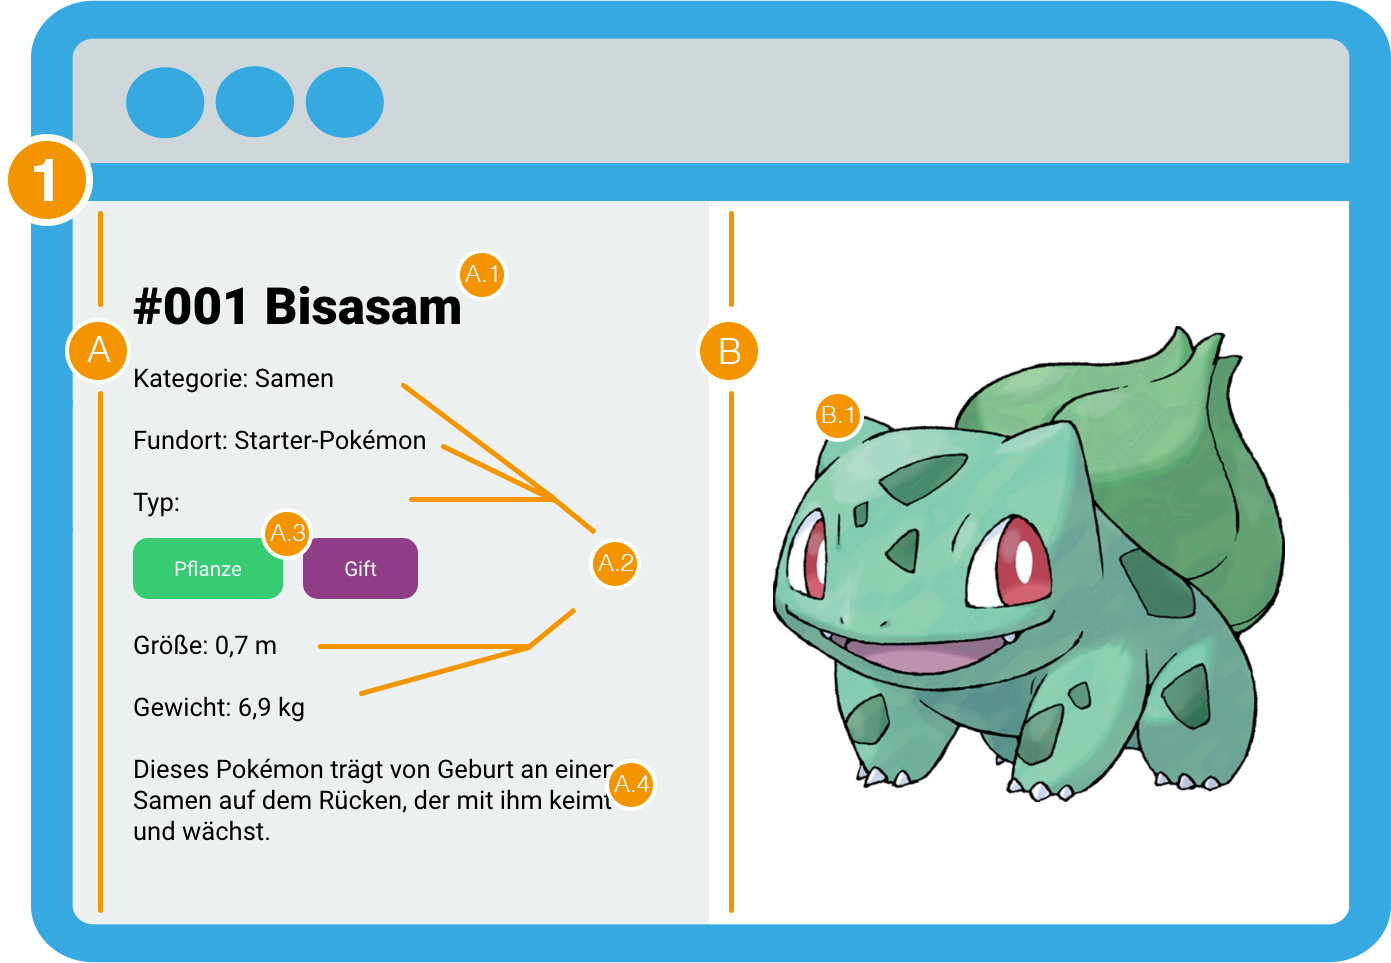 1
A.1
#001 Bisasam
A
B
Kategorie: Samen
B.1
Fundort: Starter-Pokémon
Typ:
A.3
Pflanze
Gift
A.2
Größe: 0,7 m
Gewicht: 6,9 kg
Dieses Pokémon trägt von Geburt an einen
A.4
Samen auf dem Rücken, der mit ihm keimt
und wächst.